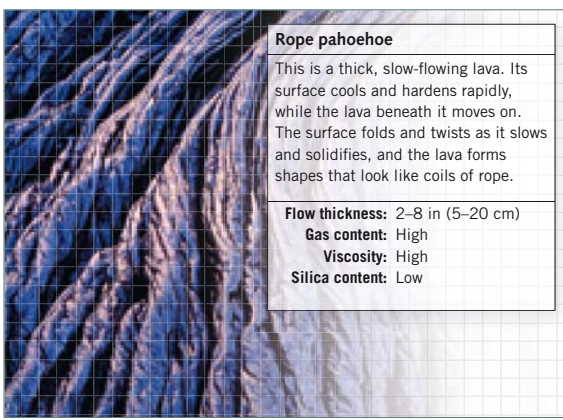 Rope pahoehoe
This is a thick, slow-flowing lava. Its
surface cools and hardens rapidly,
while the lava beneath it moves on.
The surface folds and twists as it slows
and solidifies, and the lava forms
shapes that look like coils of rope.
Flow thickness: 2–8 in (5–20 cm)
Gas content: High
Viscosity: High
Silica content: Low